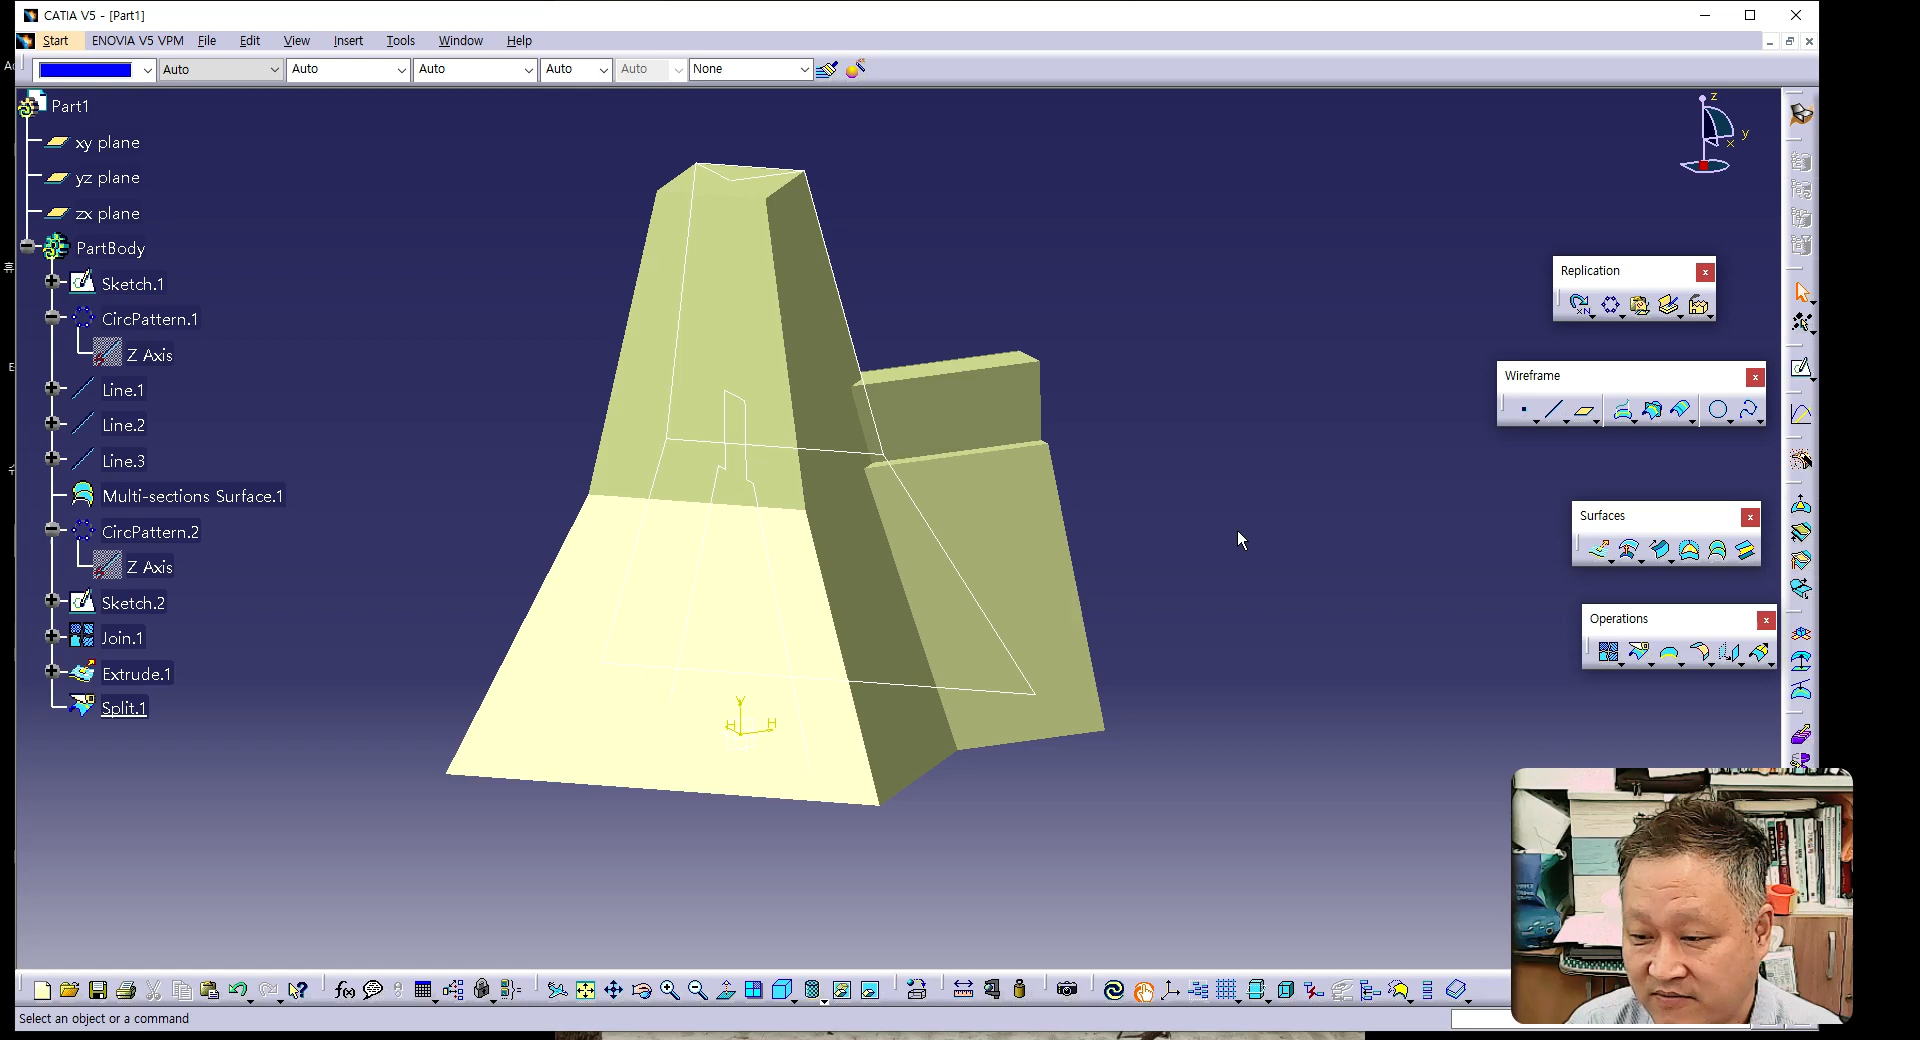 CATIA V5 - [Part1]
Start ENOVIA V5 VPM File Edit View Insert Tools Window Help
Auto Auto Auto Auto Auto None
Part1
xy plane
yz plane
zx plane
PartBody
Sketch.1
CircPattern.1
Z Axis
Line.1
Line.2
Line.3
Multi-sections Surface.1
CircPattern.2
Z Axis
Sketch.2
Join.1
Extrude.1
Split.1
z
y
x
Replication
Wireframe
Surfaces
Operations
V
H
H
Select an object or a command